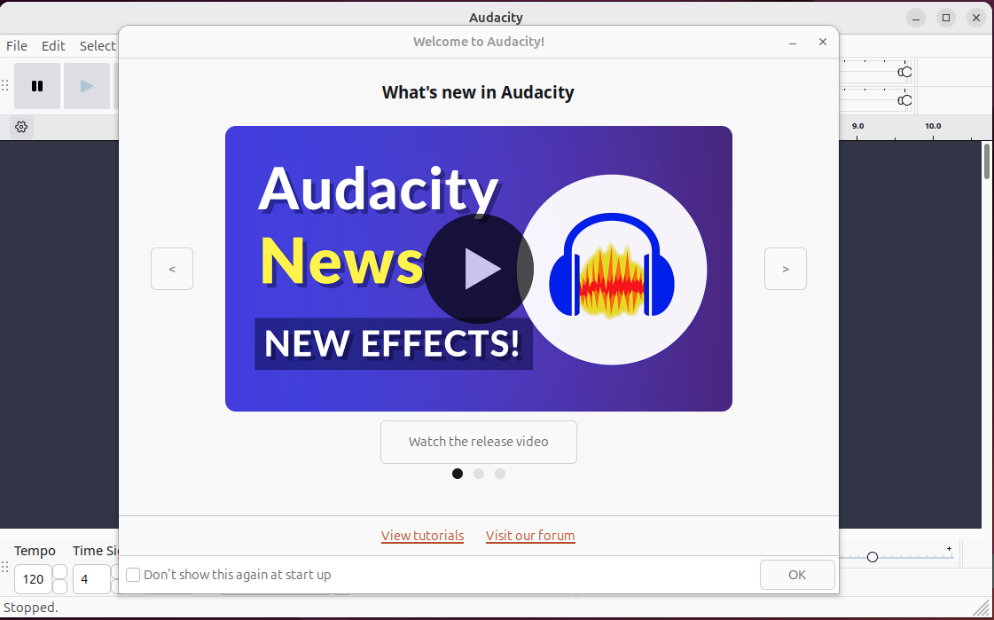 Audacity
Welcome to Audacity!
File Edit Select
What's new in Audacity
9.0 10.0
Audacity
News
NEW EFFECTS!
<
>
Watch the release video
View tutorials Visit our forum
Tempo Time Si
120 4
Don't show this again at start up
OK
Stopped.